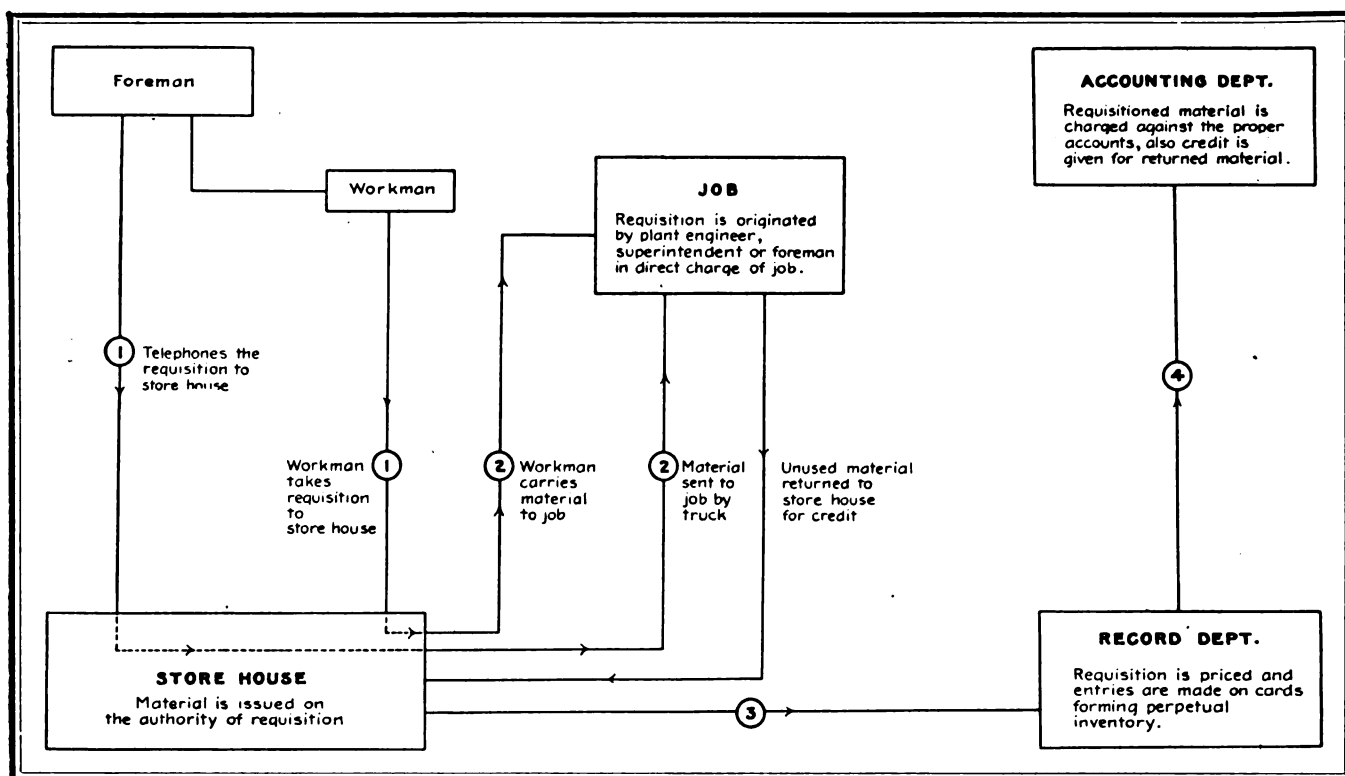 Foreman
Workman
JOB
Requisition is originated
by plant engineer,
superintendent or foreman
in direct charge of job.
ACCOUNTING DEPT.
Requisitioned material is
charged against the proper
accounts, also credit is
given for returned material.
1
Telephones the
requisition to
store house
Workman
takes
requisition
to
store house
1
2
Workman
carries
material
to job
2
Material
sent to
job by
truck
Unused material
returned to
store house
for credit
4
STORE HOUSE
Material is issued on
the authority of requisition
3
RECORD DEPT.
Requisition is priced and
entries are made on cards
forming perpetual
inventory.